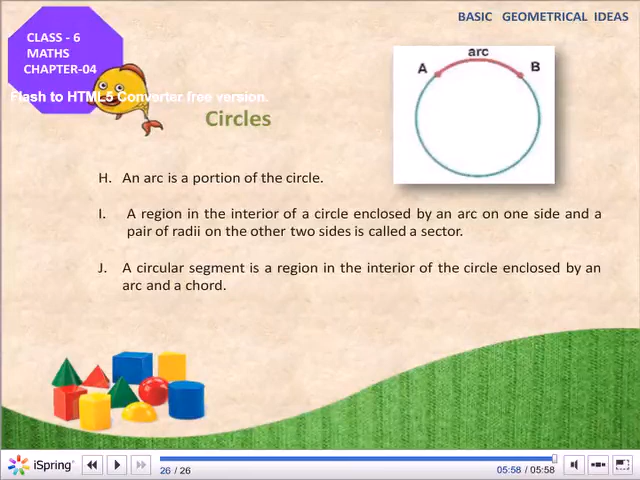 BASIC GEOMETRICAL IDEAS
CLASS - 6
MATHS
CHAPTER-04
Flash to HTML5 Converter free version.
Circles
arc
A
B
H. An arc is a portion of the circle.
I. A region in the interior of a circle enclosed by an arc on one side and a
pair of radii on the other two sides is called a sector.
J. A circular segment is a region in the interior of the circle enclosed by an
arc and a chord.
iSpring
26 / 26
05:58 / 05:58